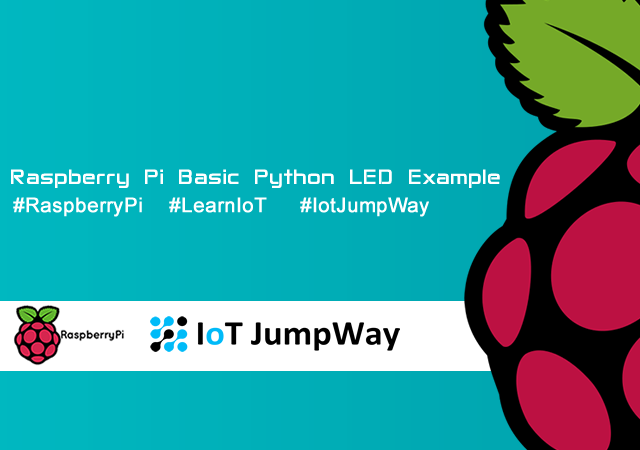 Raspberry Pi Basic Python LED Example
#RaspberryPi #LearnIoT #IotJumpWay
RaspberryPi IoT JumpWay